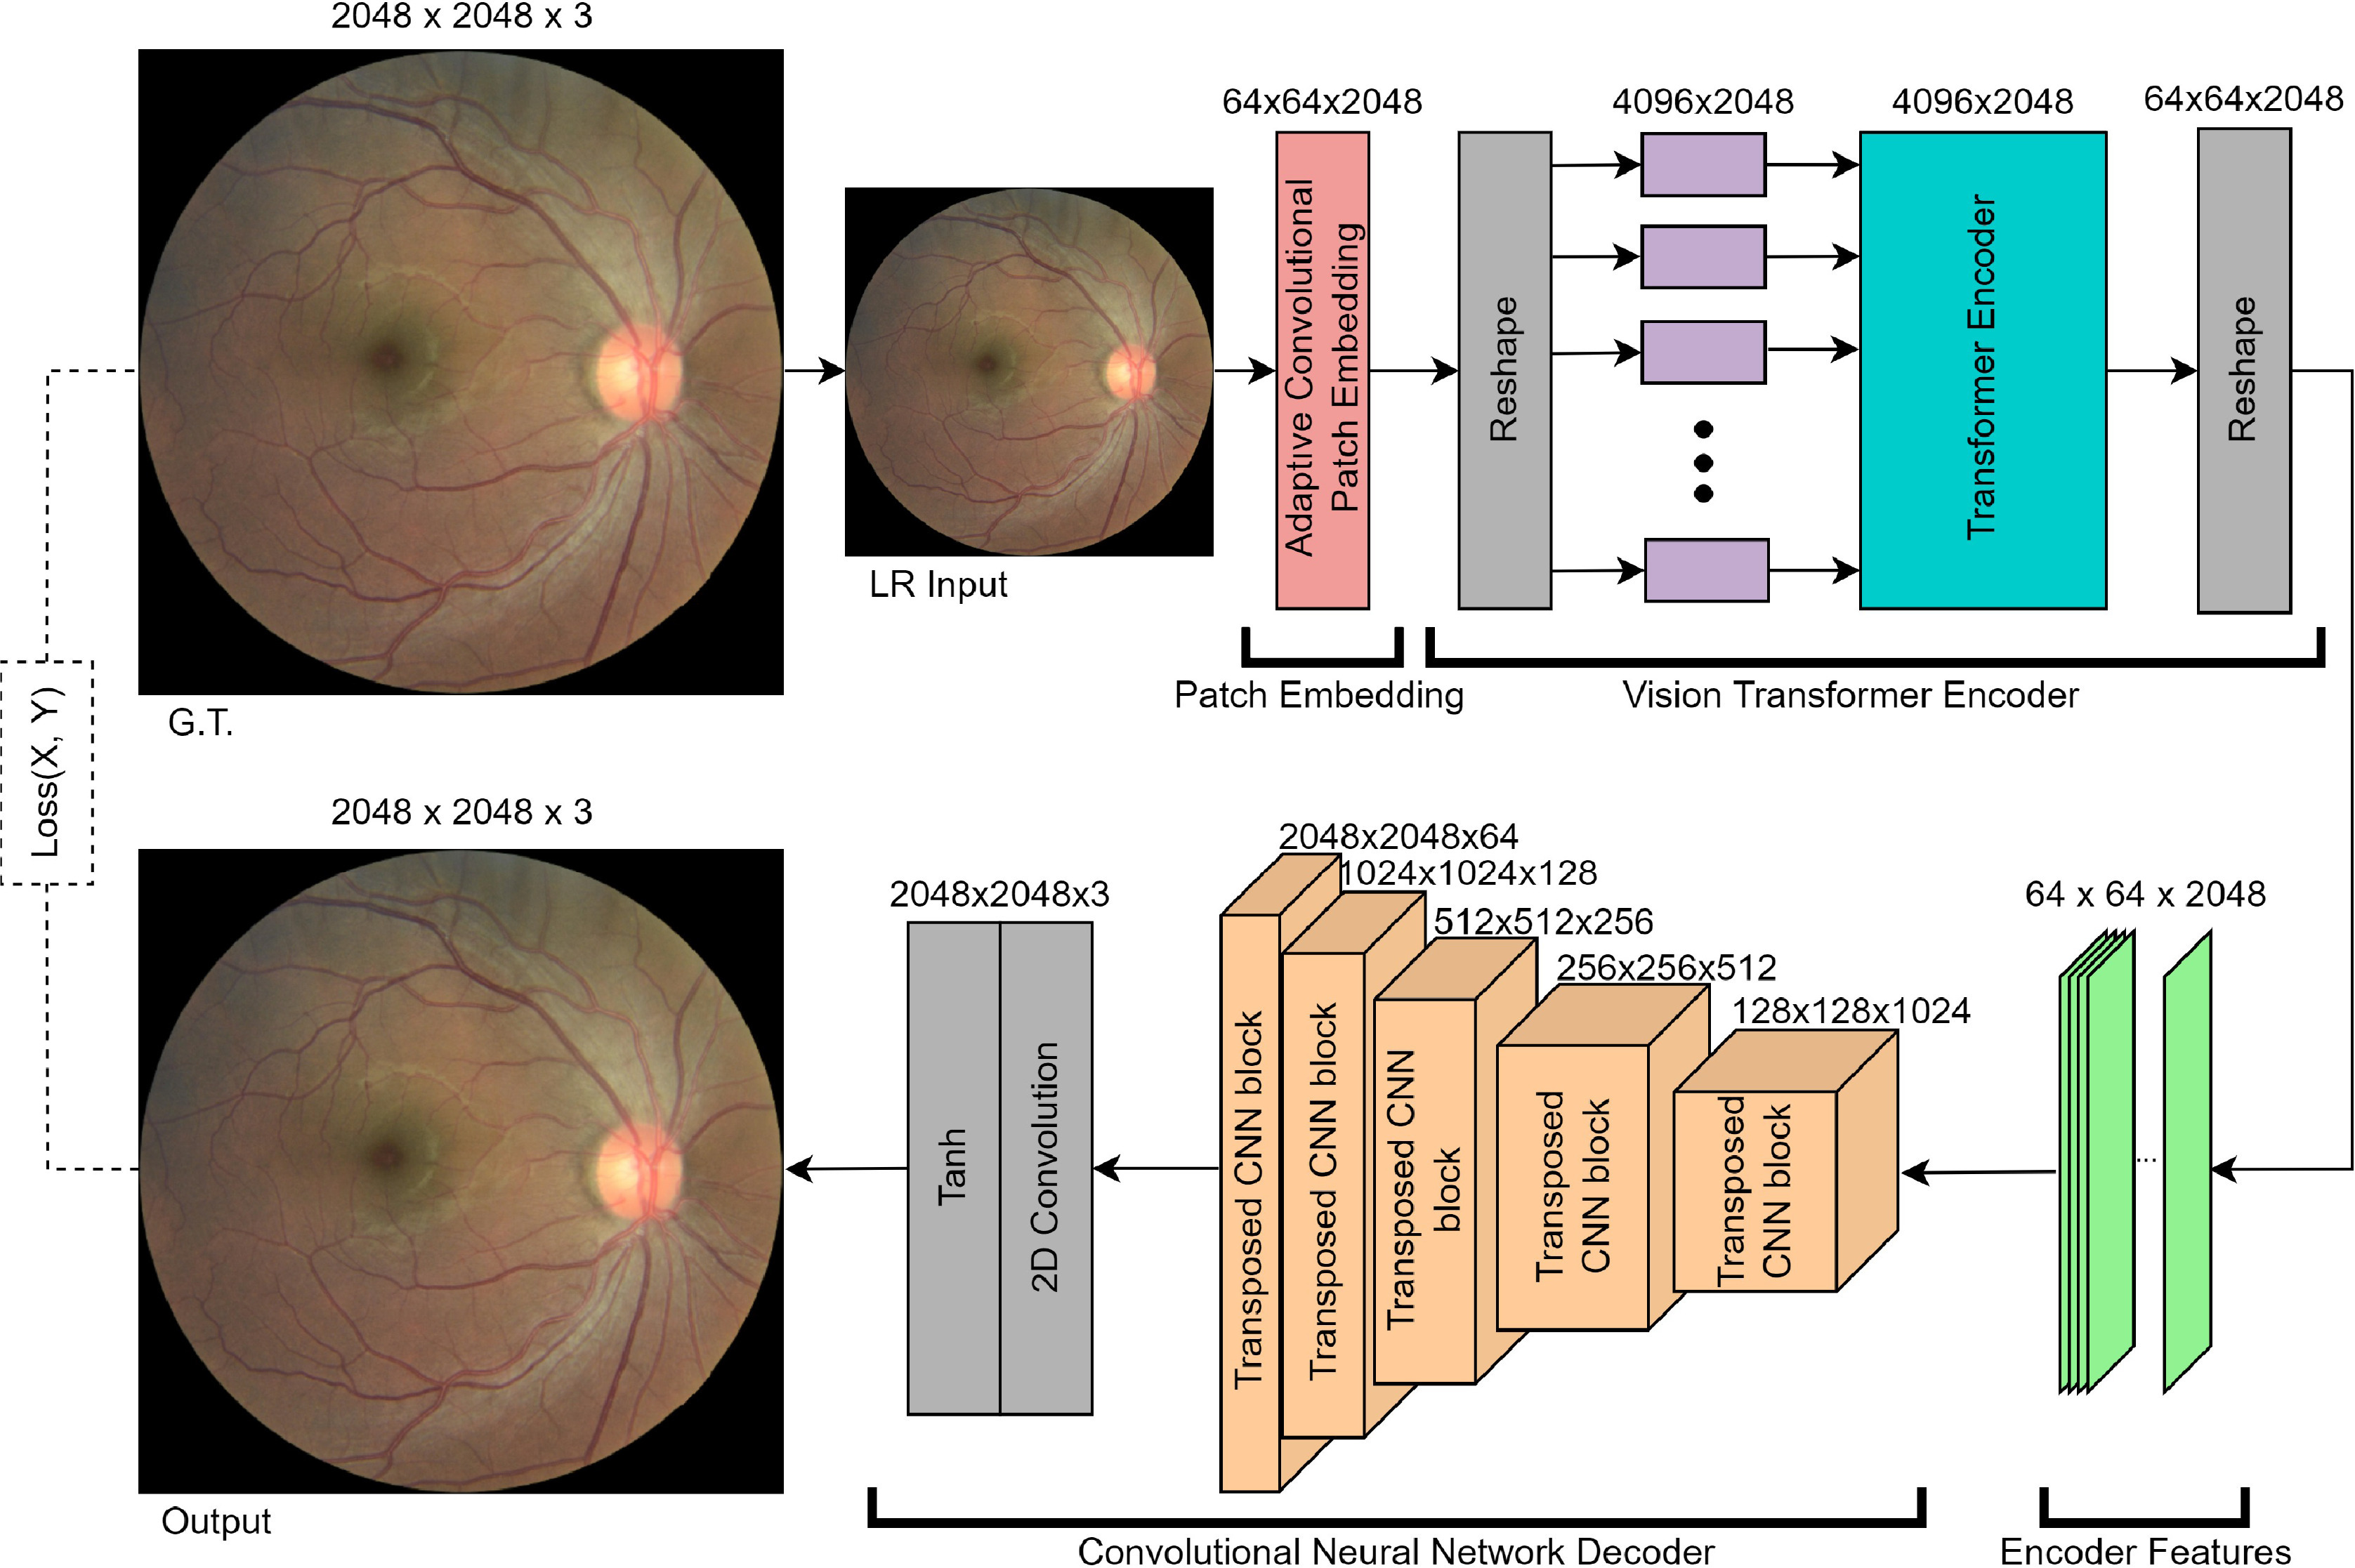 2048 x 2048 x 3
G.T.
LR Input
64x64x2048
Adaptive Convolutional
Patch Embedding
Patch Embedding
Reshape
4096x2048
4096x2048
Transformer Encoder
64x64x2048
Reshape
Vision Transformer Encoder
Loss(X, Y)
2048 x 2048 x 3
Output
2048x2048x3
Tanh
2D Convolution
2048x2048x64
Transposed CNN block
1024x1024x128
Transposed CNN block
512x512x256
Transposed CNN
block
256x256x512
Transposed
CNN block
128x128x1024
Transposed
CNN block
Convolutional Neural Network Decoder
64 x 64 x 2048
...
Encoder Features